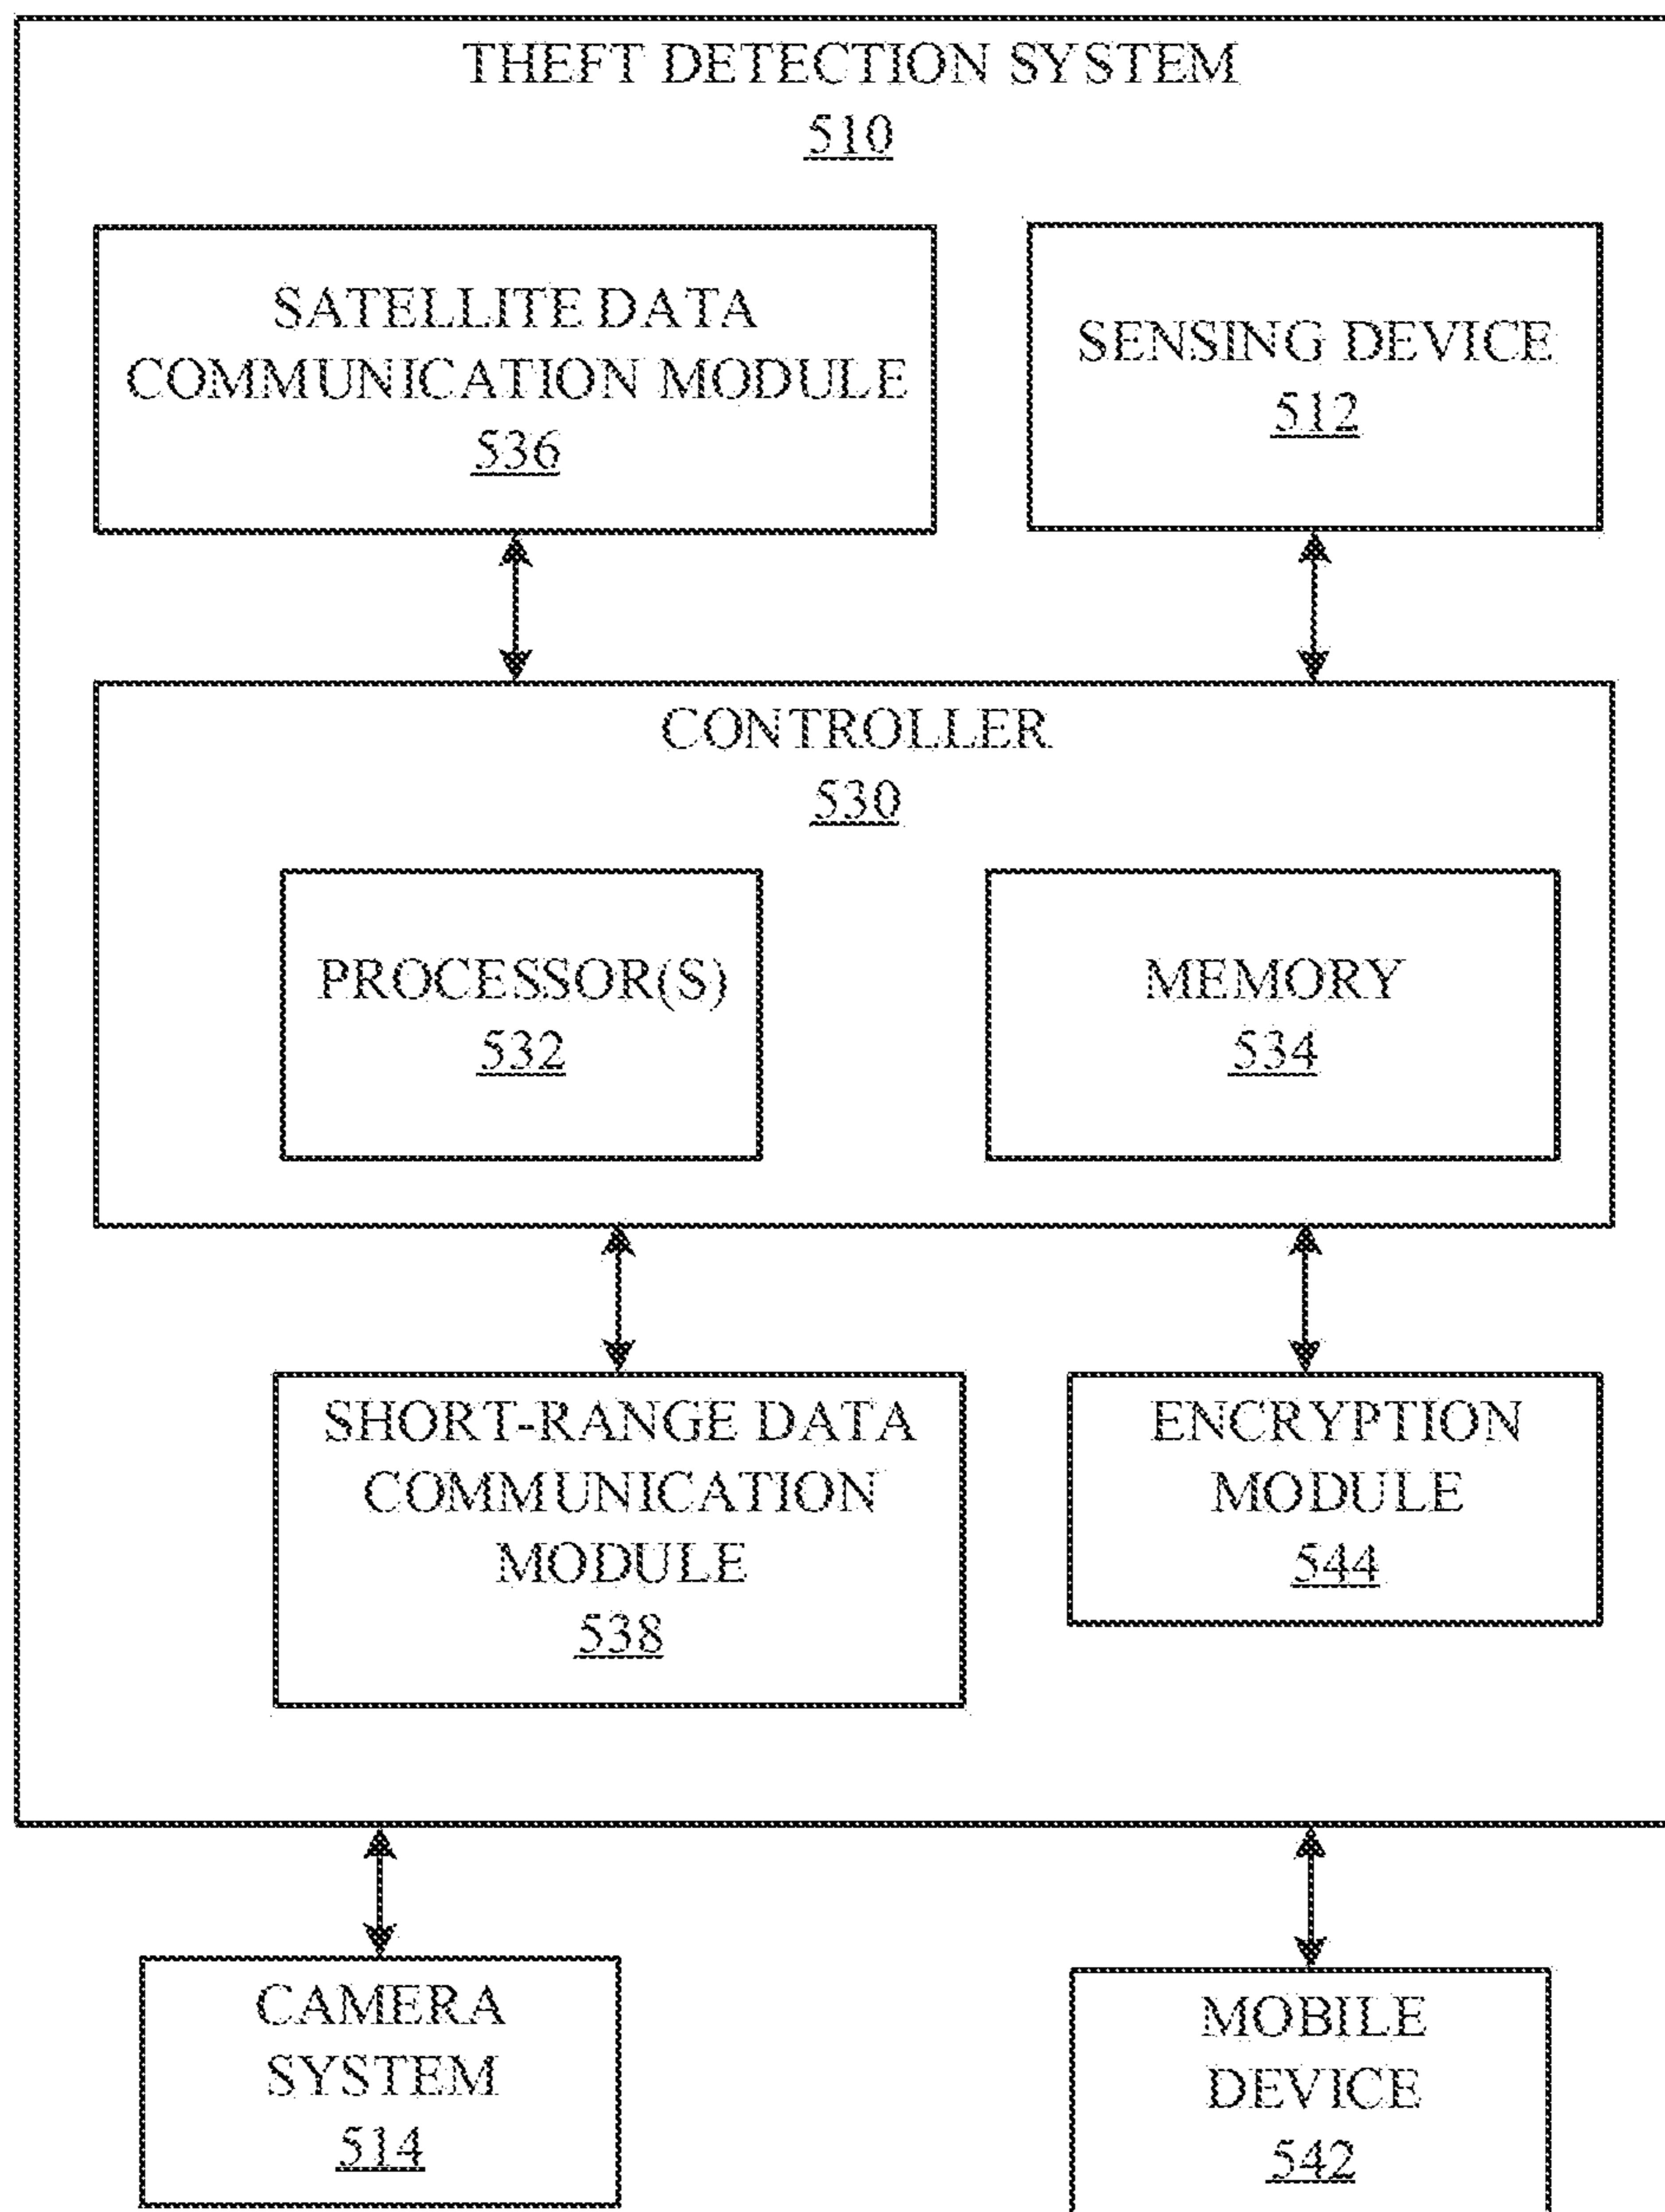 THEFT DETECTION SYSTEM
510
SATELLITE DATA
COMMUNICATION MODULE
536
SENSING DEVICE
512
CONTROLLER
530
PROCESSOR(S)
532
MEMORY
534
SHORT-RANGE DATA
COMMUNICATION
MODULE
538
ENCRYPTION
MODULE
544
CAMERA
SYSTEM
514
MOBILE
DEVICE
542